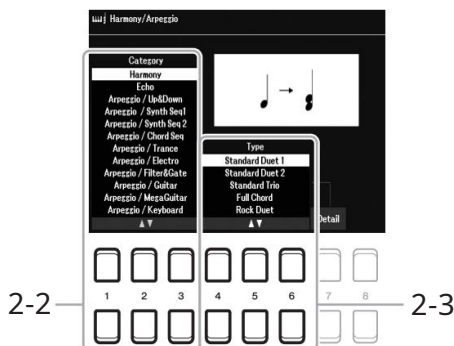 Harmony/Arpeggio
Category
Harmony
Echo
Arpeggio / Up&Down
Arpeggio / Synth Seq1
Arpeggio / Synth Seq 2
Arpeggio / Chord Seq
Arpeggio / Trance
Arpeggio / Electro
Arpeggio / Filter&Gate
Arpeggio / Guitar
Arpeggio / MegaGuitar
Arpeggio / Keyboard
▲▼
Type
Standard Duet 1
Standard Duet 2
Standard Trio
Full Chord
Rock Duet
▲▼
Detail
1 2 3 4 5 6 7 8
2-2
2-3